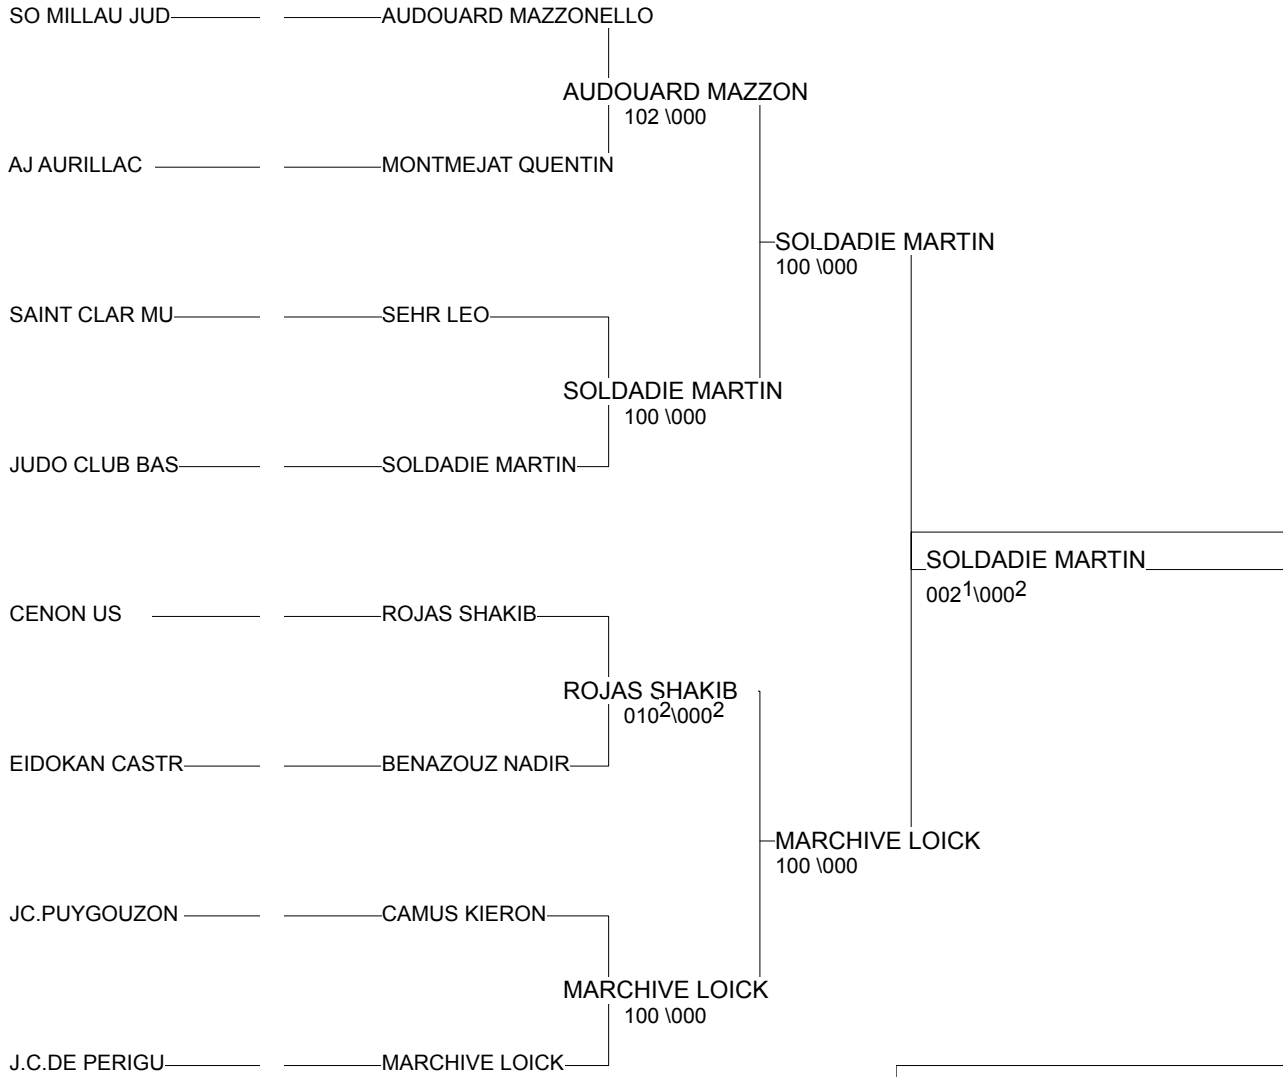 SO MILLAU JUD AUDOUARD MAZZONELLO
AUDOUARD MAZZON
102 \000
AJ AURILLAC MONTMEJAT QUENTIN
SOLDADIE MARTIN
100 \000
SAINT CLAR MU SEHR LEO
SOLDADIE MARTIN
100 \000
JUDO CLUB BAS SOLDADIE MARTIN
SOLDADIE MARTIN
002¹\000²
CENON US ROJAS SHAKIB
ROJAS SHAKIB
010²\000²
EIDOKAN CASTR BENAZOUZ NADIR
MARCHIVE LOICK
100 \000
JC.PUYGOUZON CAMUS KIERON
MARCHIVE LOICK
100 \000
J.C.DE PERIGU MARCHIVE LOICK